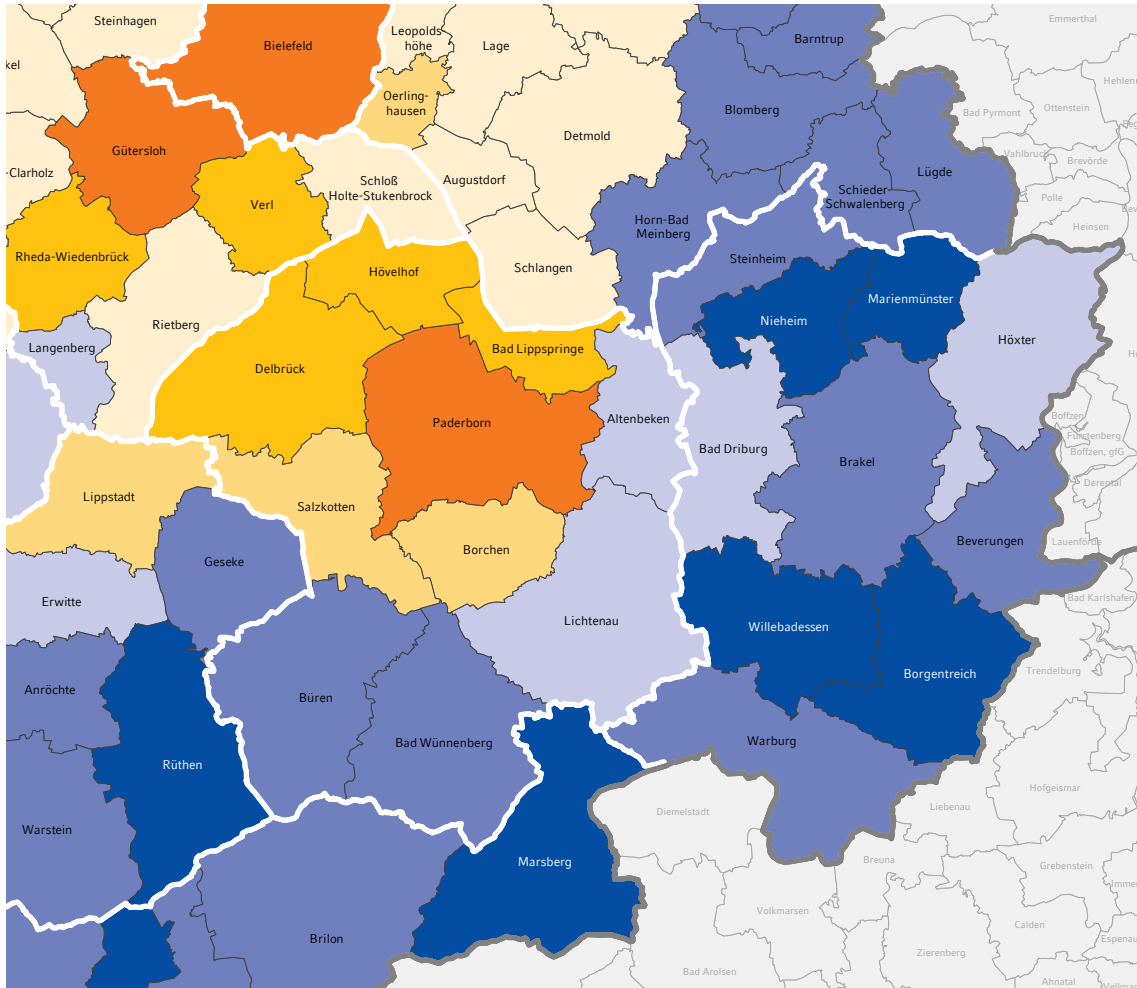 Steinhagen
Bielefeld
Leopolds-
höhe
Lage
Barntrup
Emmerthal
kel
Oerling-
hausen
Blomberg
Hehlen
Ottenstein
Bad Pyrmont
Gütersloh
Detmold
-Clarholz
Schloß
Holte-Stukenbrock
Augustdorf
Vahlbruch
Brevörde
Lügde
Verl
Schieder-
Schwalenberg
Polle
Horn-Bad
Meinberg
Heinsen
Rheda-Wiedenbrück
Steinheim
Hövelhof
Schlangen
Marienmünster
Rietberg
Nieheim
Höxter
Langenberg
Bad Lippspringe
Delbrück
Paderborn
Altenbeken
Boffzen
Fürstenberg
Bad Driburg
Boffzen, gfG
Brakel
Derental
Lippstadt
Salzkotten
Borchen
Beverungen
Lauenförde
Geseke
Erwitte
Bad Karlshafen
Lichtenau
Willebadessen
Trendelburg
Borgentreich
Anröchte
Büren
Bad Wünnenberg
Warburg
Rüthen
Hofgeismar
Diemelstadt
Liebenau
Warstein
Marsberg
Breuna
Grebenstein
Imme
Volkmarsen
Calden
Brilon
Espenau
Zierenberg
Bad Arolsen
Ahnatal
Vellmar